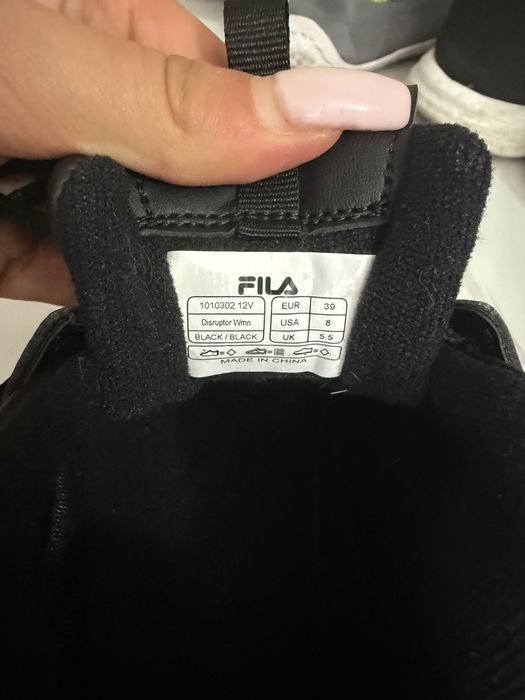 FILA
1010302.12V EUR 39
Disruptor Wmn USA 8
BLACK / BLACK UK 5.5
MADE IN CHINA